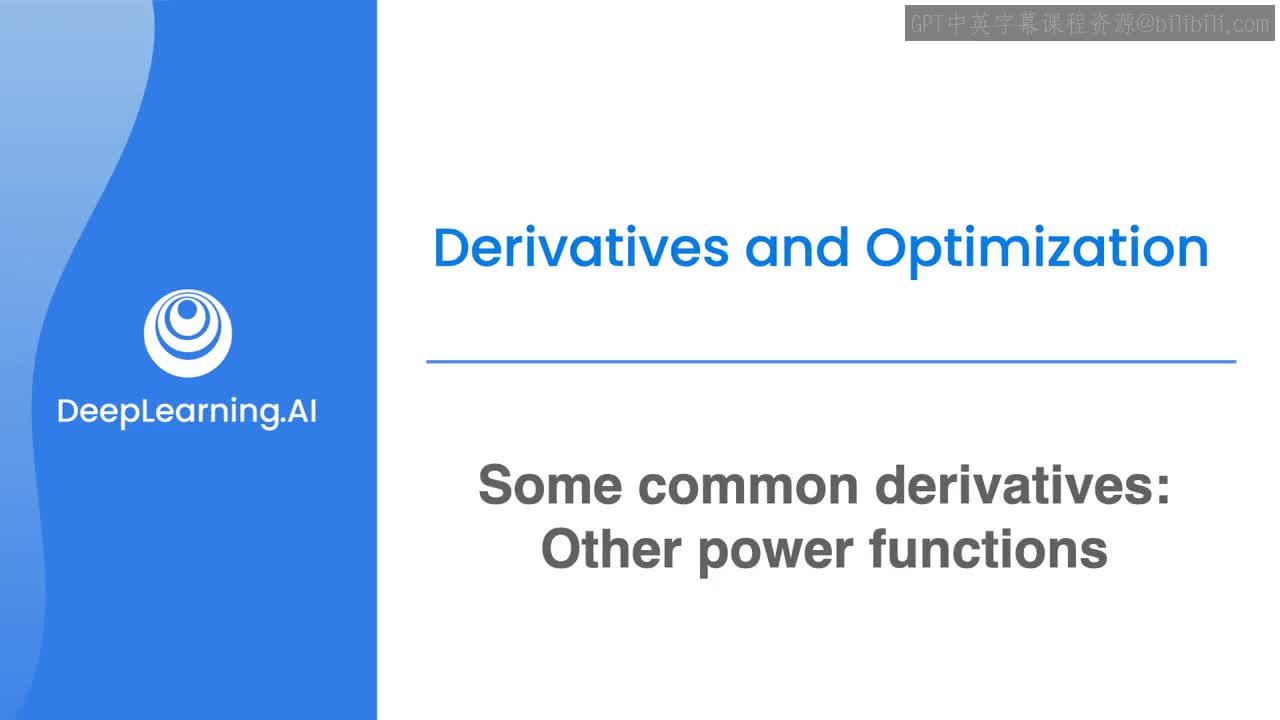 GPT中英字幕课程资源@bilibili.com
Derivatives and Optimization
DeepLearning.AI
Some common derivatives:
Other power functions